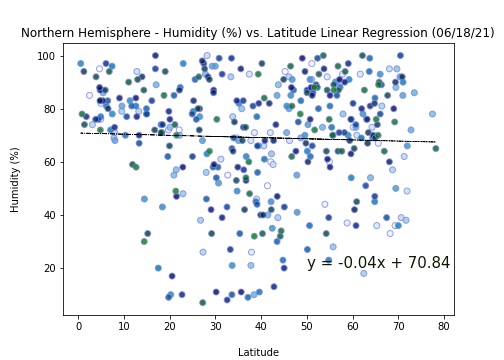 Northern Hemisphere - Humidity (%) vs. Latitude Linear Regression (06/18/21)
100
80
60
40
20
Humidity (%)
y = -0.04x + 70.84
0 10 20 30 40 50 60 70 80
Latitude